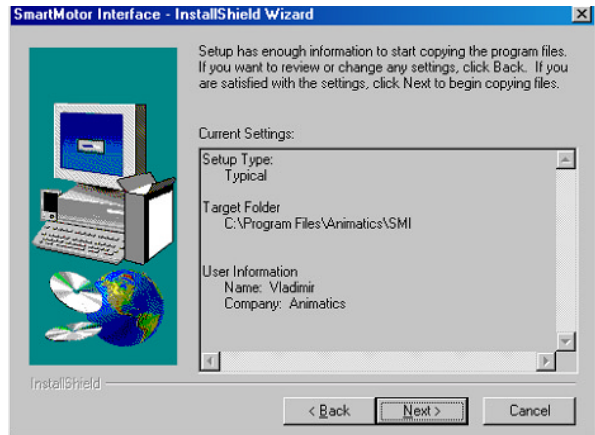 SmartMotor Interface - InstallShield Wizard
Setup has enough information to start copying the program files.
If you want to review or change any settings, click Back. If you
are satisfied with the settings, click Next to begin copying files.
Current Settings:
Setup Type:
Typical
Target Folder
C:\Program Files\Animatics\SMI
User Information
Name: Vladimir
Company: Animatics
InstallShield
< Back
Next >
Cancel